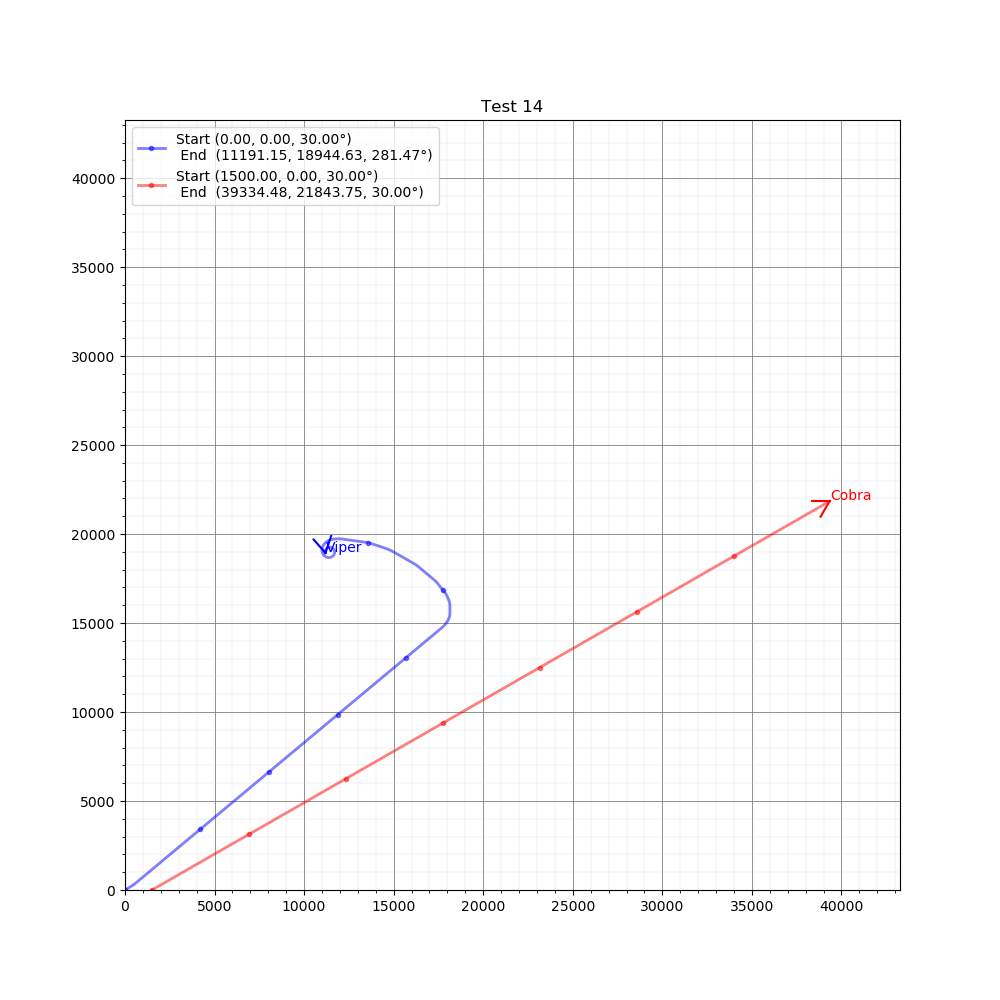 Test 14
Start (0.00, 0.00, 30.00°)
End  (11191.15, 18944.63, 281.47°)
Start (1500.00, 0.00, 30.00°)
End  (39334.48, 21843.75, 30.00°)
40000
35000
30000
25000
Cobra
20000
Viper
15000
10000
5000
0
0 5000 10000 15000 20000 25000 30000 35000 40000